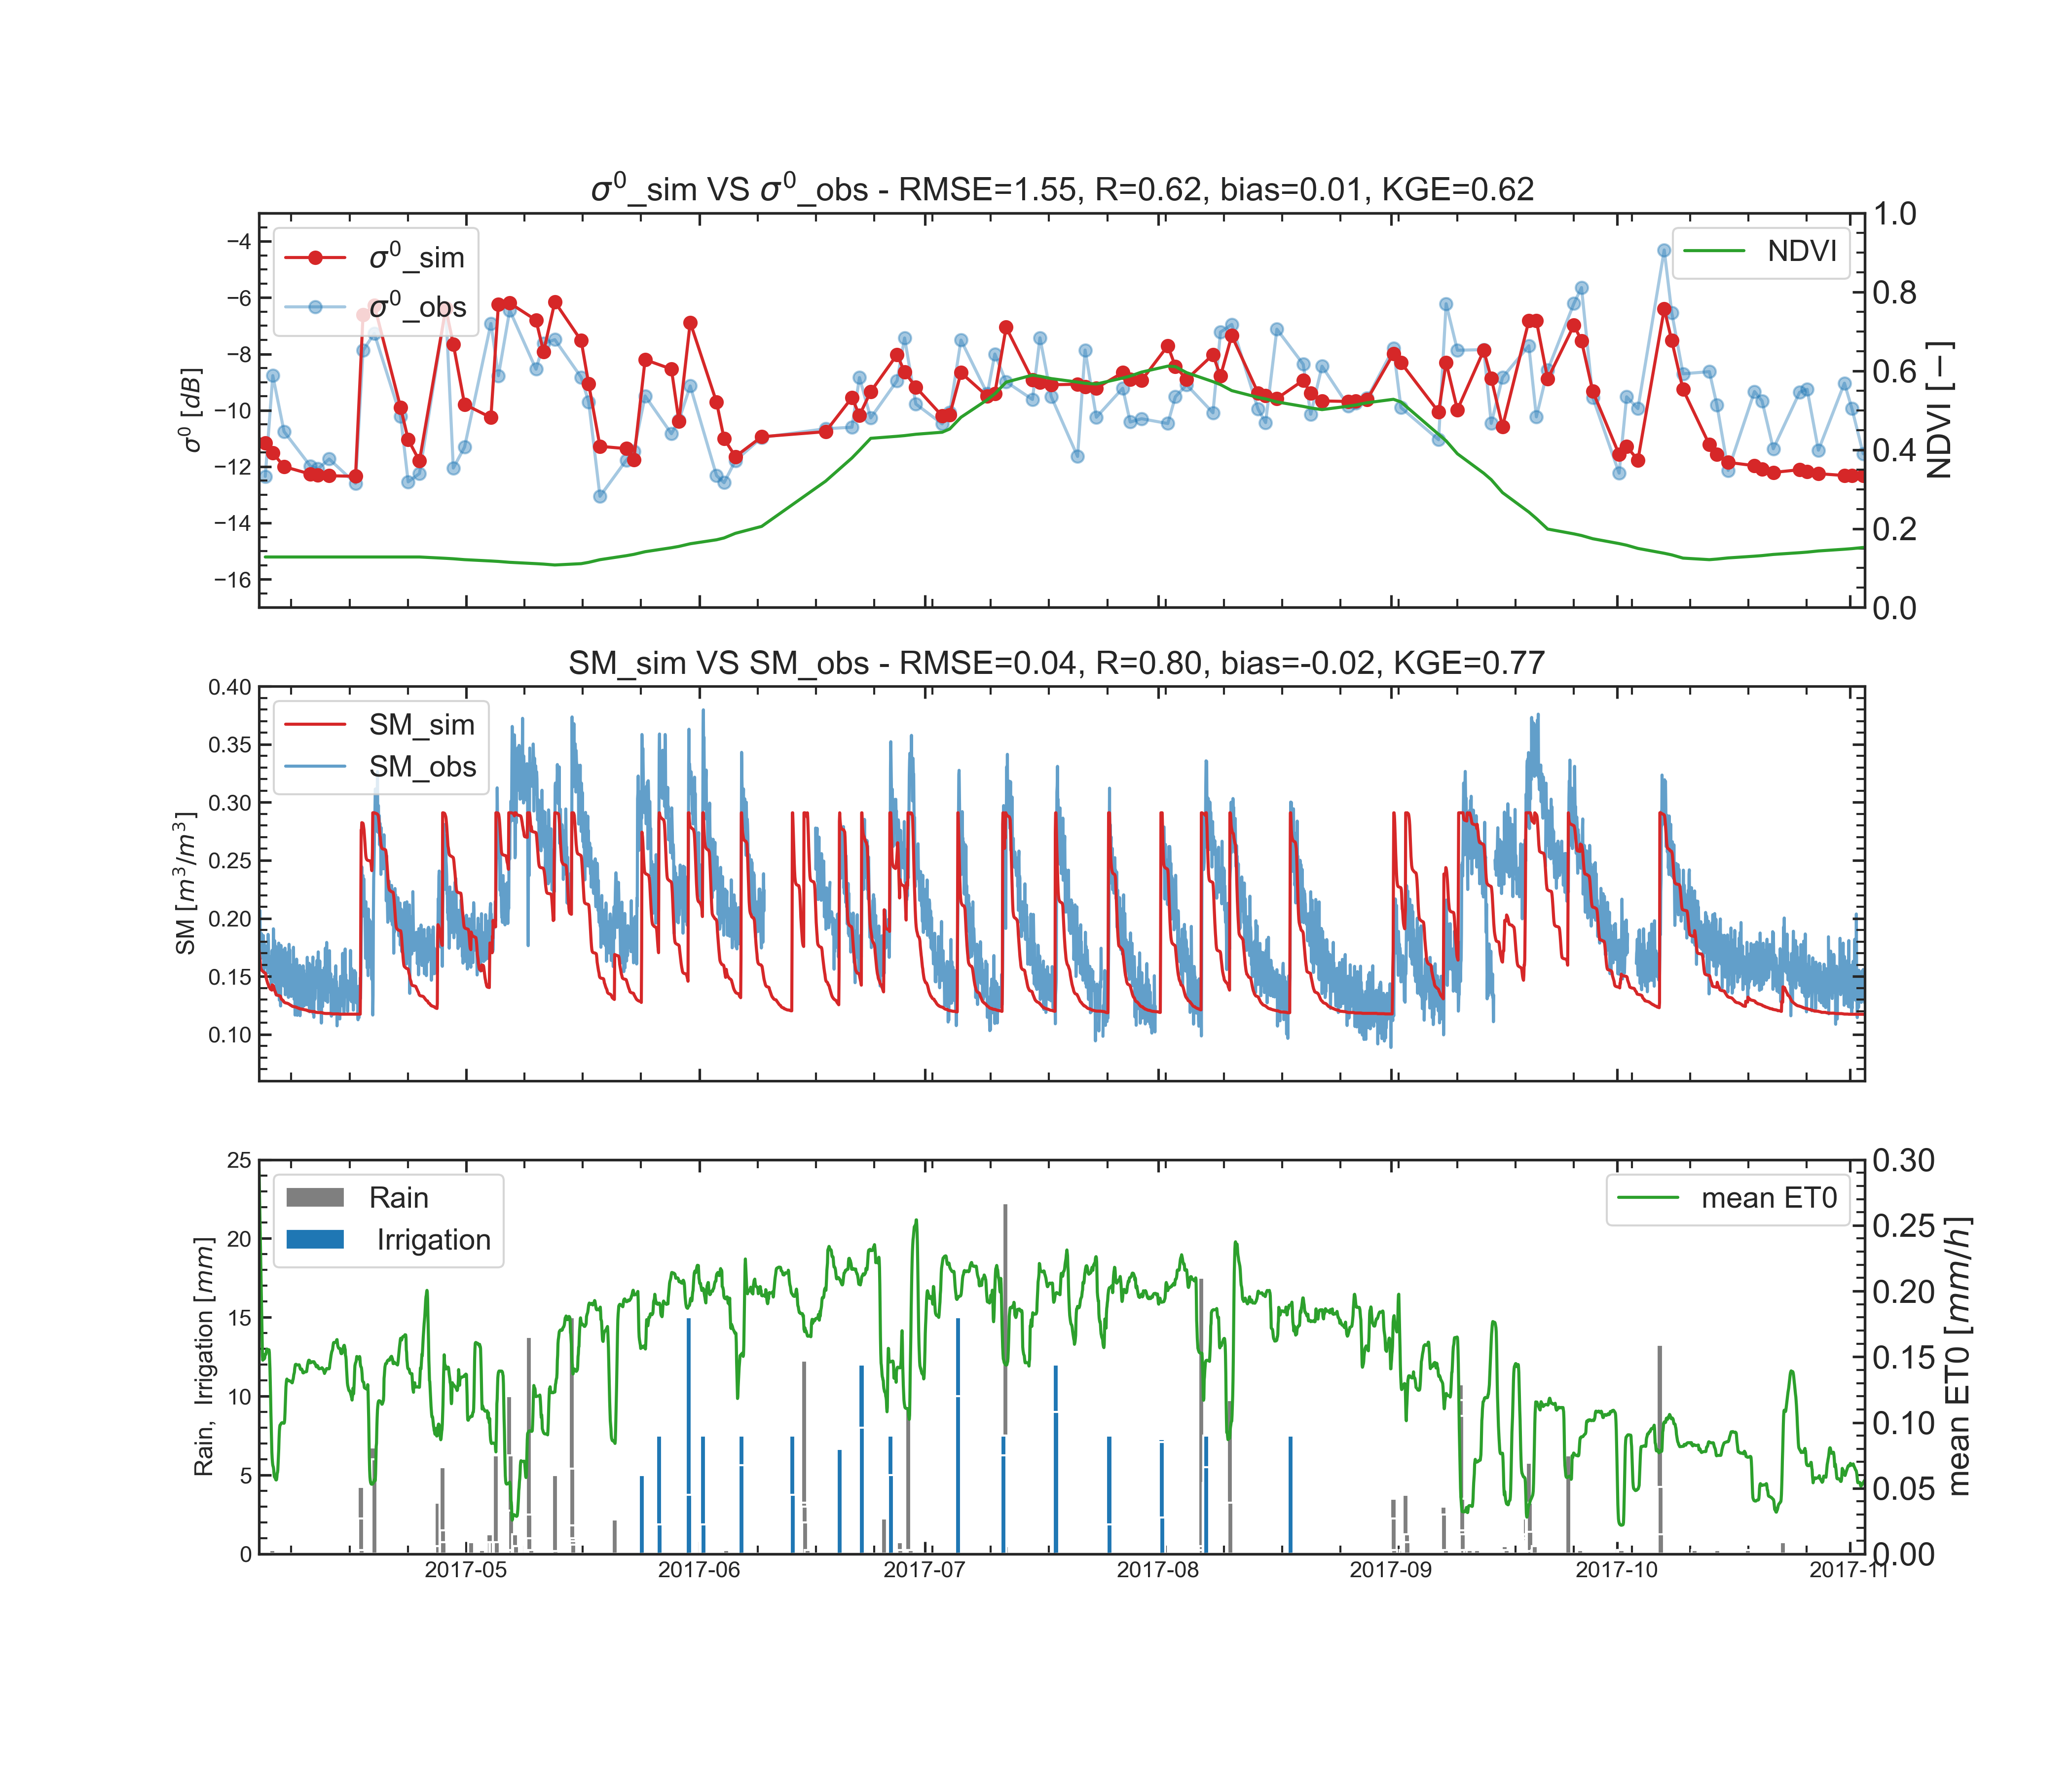 σ⁰_sim VS σ⁰_obs - RMSE=1.55, R=0.62, bias=0.01, KGE=0.62
σ⁰_sim
σ⁰_obs
NDVI
−4
−6
−8
−10
−12
−14
−16
σ⁰ [dB]
1.0
0.8
0.6
0.4
0.2
0.0
NDVI [−]
SM_sim VS SM_obs - RMSE=0.04, R=0.80, bias=-0.02, KGE=0.77
SM_sim
SM_obs
0.40
0.35
0.30
0.25
0.20
0.15
0.10
SM [m³/m³]
Rain
Irrigation
mean ET0
25
20
15
10
5
0
Rain, Irrigation [mm]
0.30
0.25
0.20
0.15
0.10
0.05
0.00
mean ET0 [mm/h]
2017-05 2017-06 2017-07 2017-08 2017-09 2017-10 2017-11